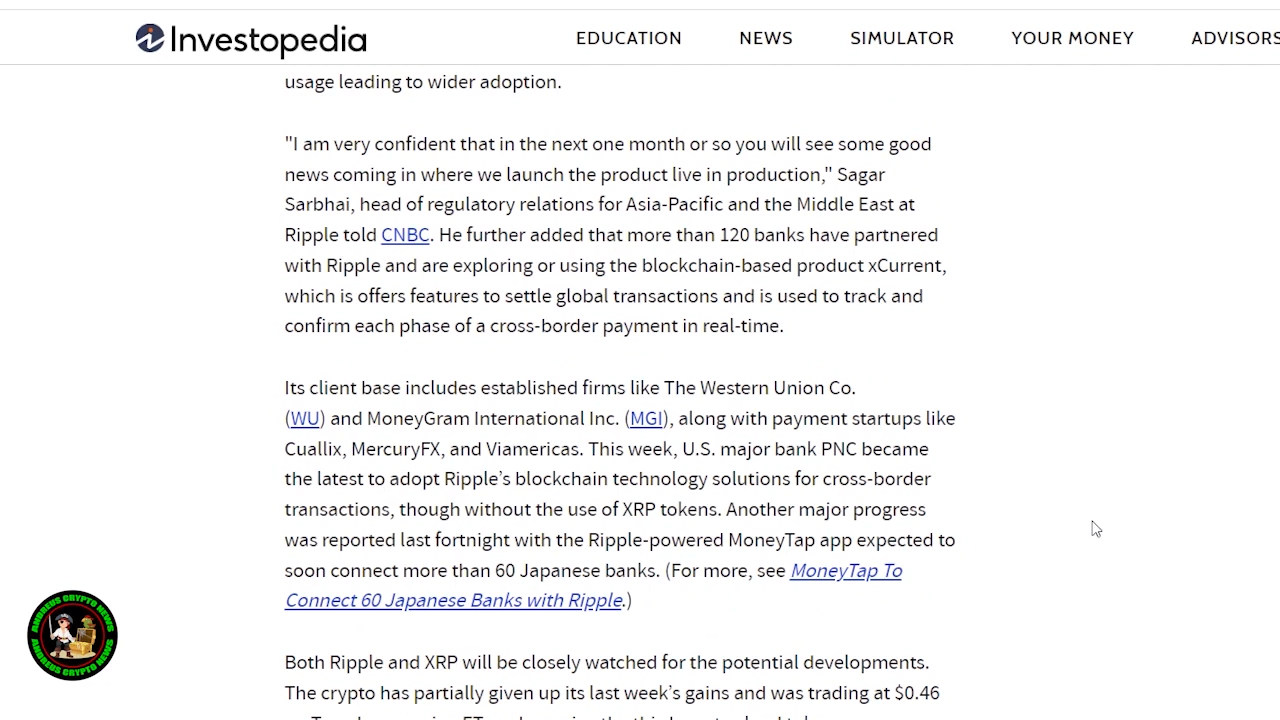 Investopedia
EDUCATION NEWS SIMULATOR YOUR MONEY ADVISORS
usage leading to wider adoption.
"I am very confident that in the next one month or so you will see some good
news coming in where we launch the product live in production," Sagar
Sarbhai, head of regulatory relations for Asia-Pacific and the Middle East at
Ripple told CNBC. He further added that more than 120 banks have partnered
with Ripple and are exploring or using the blockchain-based product xCurrent,
which is offers features to settle global transactions and is used to track and
confirm each phase of a cross-border payment in real-time.
Its client base includes established firms like The Western Union Co.
(WU) and MoneyGram International Inc. (MGI), along with payment startups like
Cuallix, MercuryFX, and Viamericas. This week, U.S. major bank PNC became
the latest to adopt Ripple’s blockchain technology solutions for cross-border
transactions, though without the use of XRP tokens. Another major progress
was reported last fortnight with the Ripple-powered MoneyTap app expected to
soon connect more than 60 Japanese banks. (For more, see MoneyTap To
Connect 60 Japanese Banks with Ripple.)
ANDREUS CRYPTO NEWS
ANDREUS CRYPTO NEWS
Both Ripple and XRP will be closely watched for the potential developments.
The crypto has partially given up its last week’s gains and was trading at $0.46